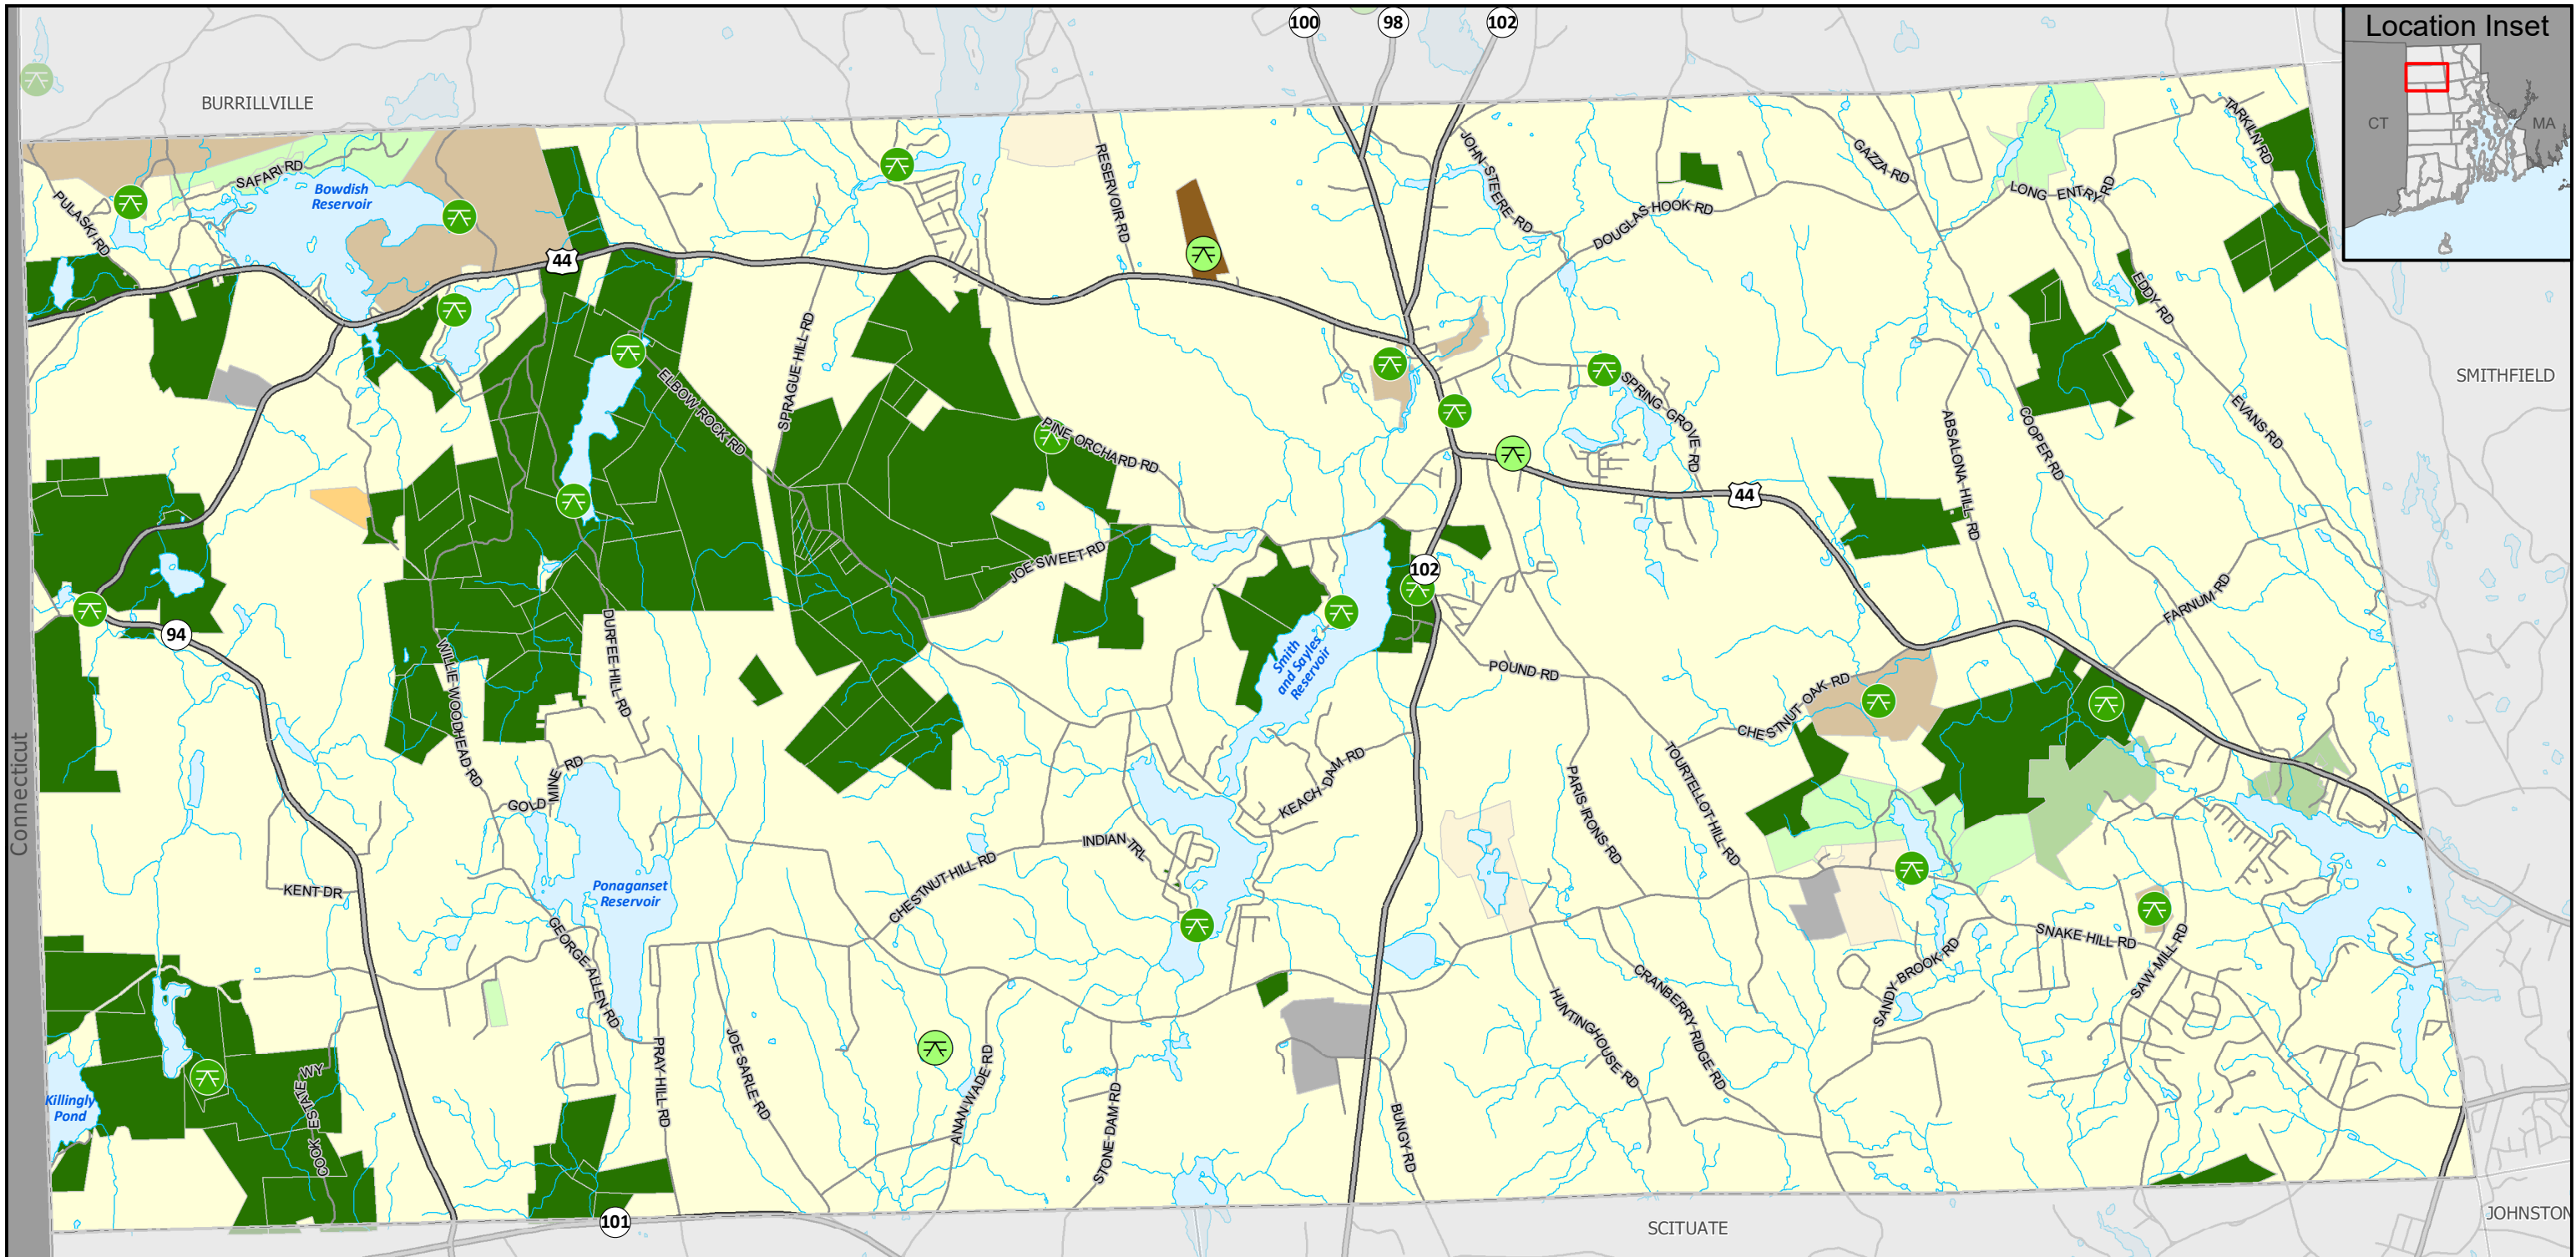 100
98
102
Location Inset
CT
MA
BURRILLVILLE
SAFARI RD
Bowdish
Reservoir
PULASKI RD
44
RESERVOIR RD
JOHN STEERE RD
DOUGLAS HOOK RD
GAZZA RD
LONG ENTRY RD
TARKILN RD
EDDY RD
SMITHFIELD
SPRAGUE HILL RD
ELBOW ROCK RD
PINE ORCHARD RD
SPRING GROVE RD
44
ABSALONA HILL RD
COOPER RD
EVANS RD
JOE SWEET RD
102
FARNUM RD
94
WILLIE WOODHEAD RD
DURFEE HILL RD
Smith
and Sayles
Reservoir
POUND RD
CHESTNUT OAK RD
TOURTELLOT HILL RD
PARIS IRONS RD
Connecticut
GOLD MINE RD
KEACH DAM RD
INDIAN TRL
CHESTNUT HILL RD
KENT DR
Ponaganset
Reservoir
GEORGE ALLEN RD
SNAKE HILL RD
SAW MILL RD
SANDY BROOK RD
CRANBERRY RIDGE RD
HUNTINGHOUSE RD
PRAY HILL RD
JOE SARLE RD
ANAN WADE RD
STONE DAM RD
BUNGY RD
COOK ESTATE WY
Killingly
Pond
101
SCITUATE
JOHNSTON